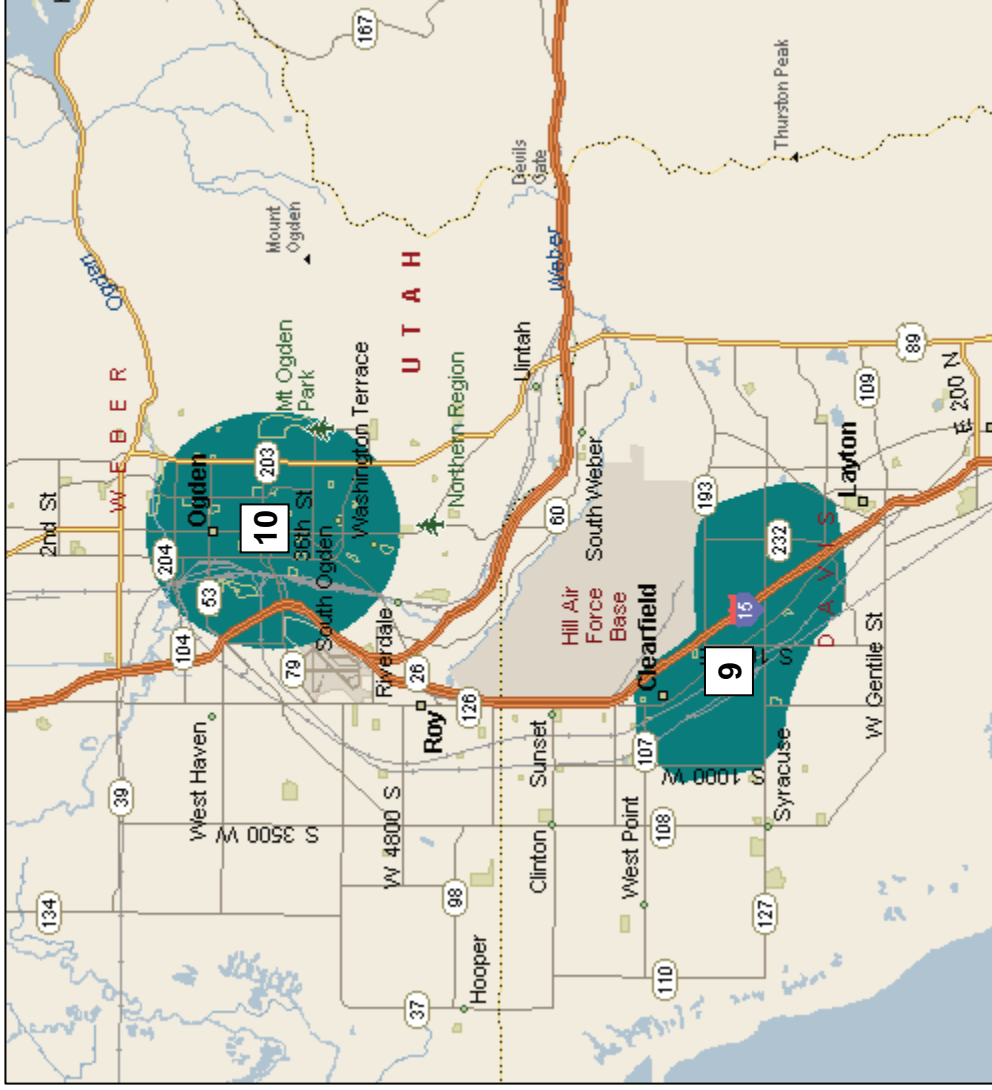 167
Ogden
Mount
Ogden
Thurston Peak
Devils
Gate
Weber
W E B E R
U T A H
Mt Ogden
Park
Northern Region
Washington Terrace
Uintah
89
109
E 200 N
2nd St
204
Ogden
203
10
36th St
South Ogden
53
104
79
Riverdale
26
126
Roy
60
South Weber
Hill Air
Force
Base
193
Layton
232
D A V I S
15
Clearfield
9
W Gentile St
107
S 1000 W
Sunset
39
West Haven
S 3500 W
W 4800 S
Clinton
West Point
108
Syracuse
134
98
Hooper
37
110
127